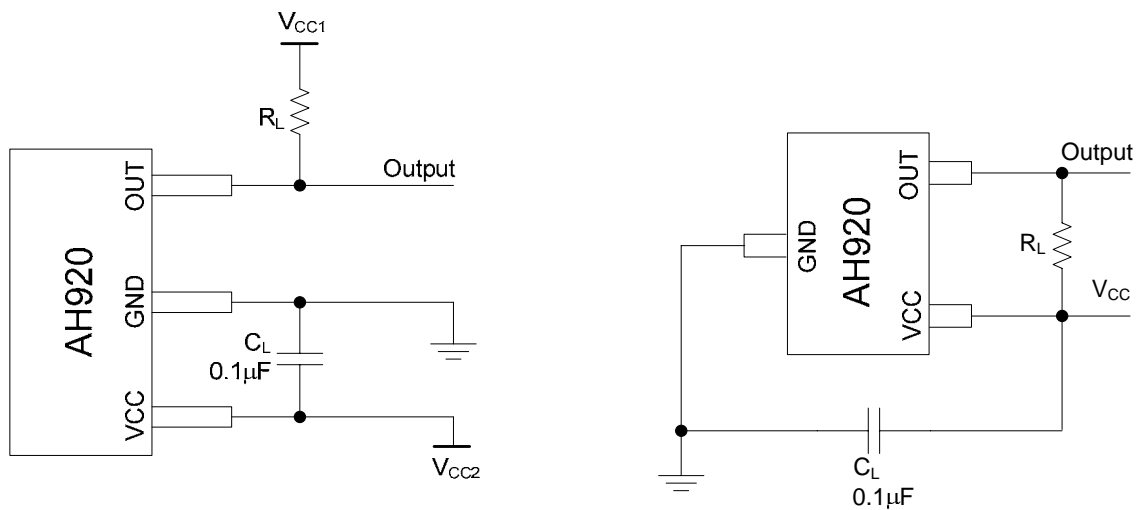 VCC1
RL
Output
OUT
GND
VCC
AH920
CL
0.1μF
VCC2
Output
OUT
GND
AH920
RL
VCC
VCC
CL
0.1μF